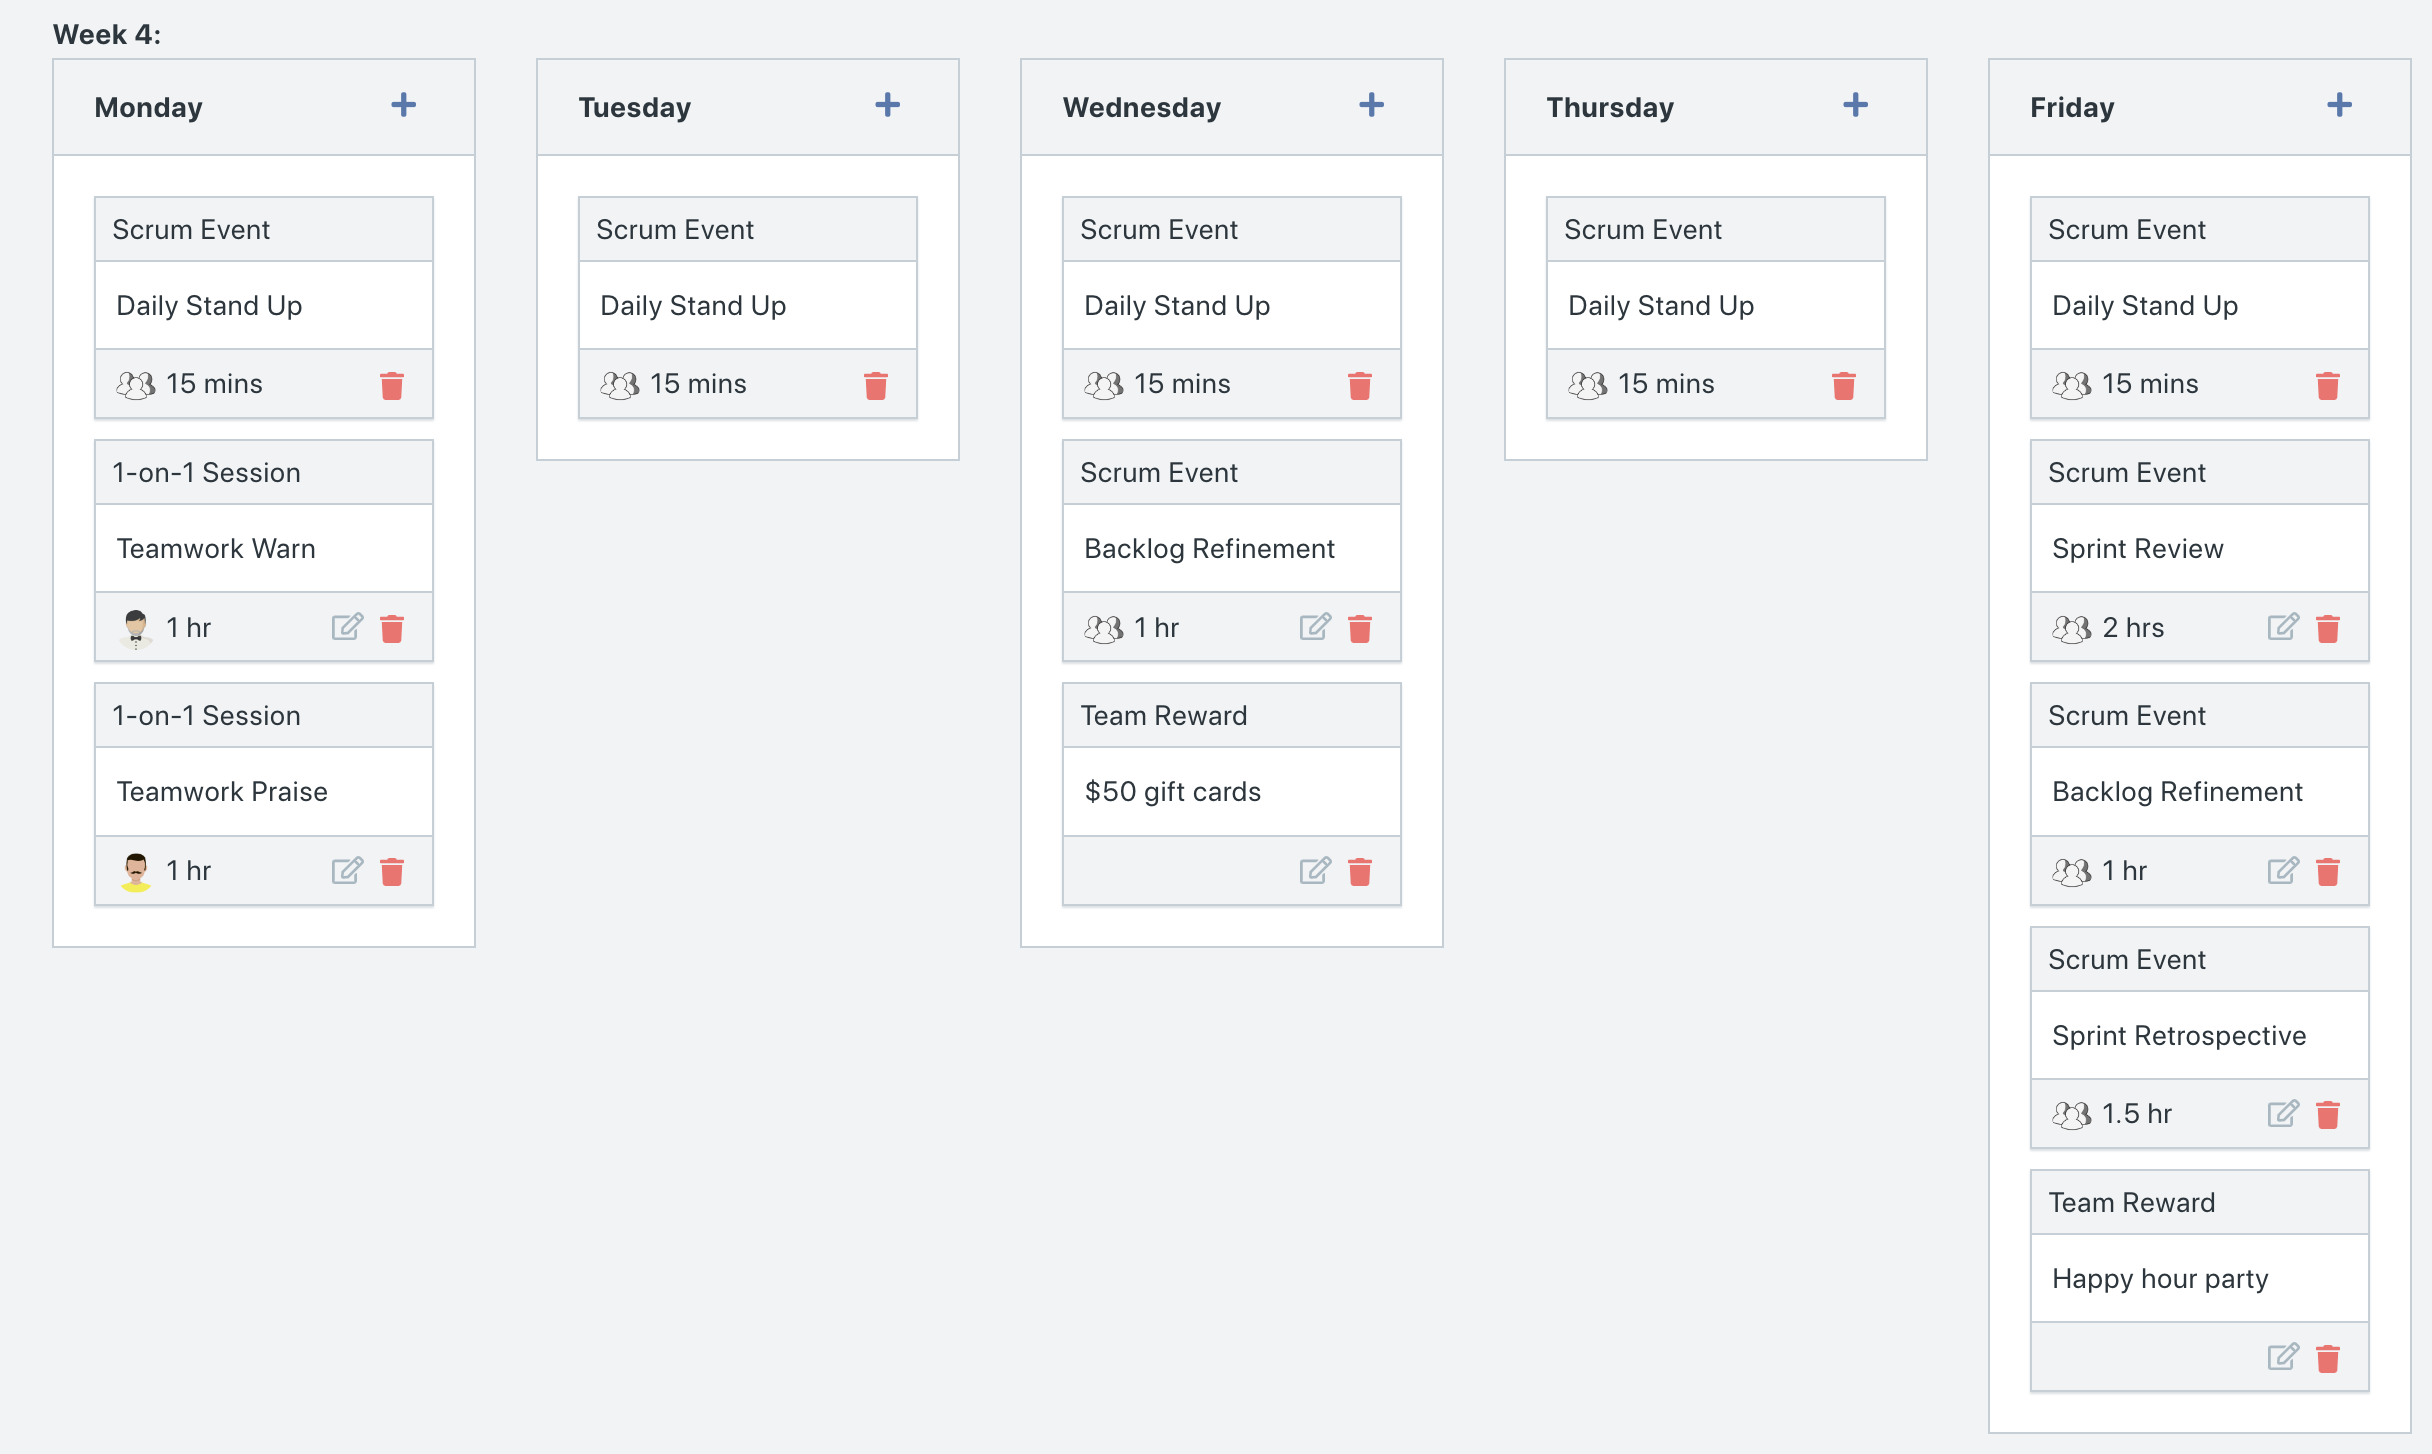 Week 4:
Monday
Scrum Event
Daily Stand Up
15 mins
1-on-1 Session
Teamwork Warn
1 hr
1-on-1 Session
Teamwork Praise
1 hr
Tuesday
Scrum Event
Daily Stand Up
15 mins
Wednesday
Scrum Event
Daily Stand Up
15 mins
Scrum Event
Backlog Refinement
1 hr
Team Reward
$50 gift cards
Thursday
Scrum Event
Daily Stand Up
15 mins
Friday
Scrum Event
Daily Stand Up
15 mins
Scrum Event
Sprint Review
2 hrs
Scrum Event
Backlog Refinement
1 hr
Scrum Event
Sprint Retrospective
1.5 hr
Team Reward
Happy hour party